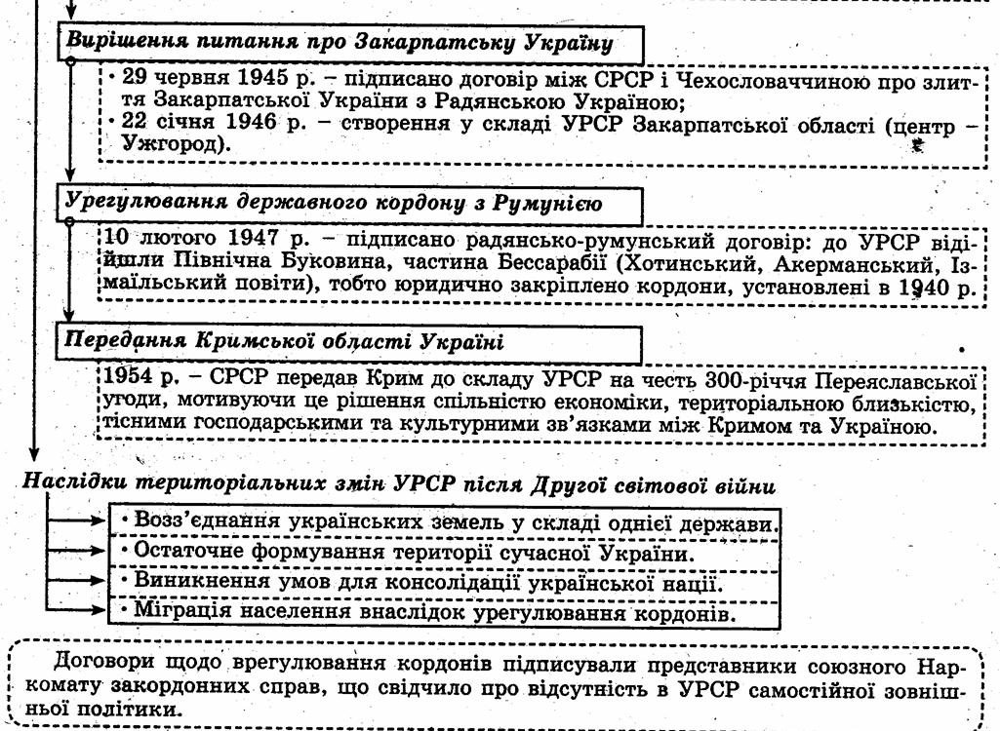 Вирішення питання про Закарпатську Україну
• 29 червня 1945 р. – підписано договір між СРСР і Чехословаччиною про злит-
тя Закарпатської України з Радянською Україною;
• 22 січня 1946 р. – створення у складі УРСР Закарпатської області (центр –
Ужгород).
Урегулювання державного кордону з Румунією
10 лютого 1947 р. – підписано радянсько-румунський договір: до УРСР віді-
йшли Північна Буковина, частина Бессарабії (Хотинський, Акерманський, Із-
маїльський повіти), тобто юридично закріплено кордони, установлені в 1940 р.
Передання Кримської області Україні
1954 р. – СРСР передав Крим до складу УРСР на честь 300-річчя Переяславської
угоди, мотивуючи це рішення спільністю економіки, територіальною близькістю,
тісними господарськими та культурними зв’язками між Кримом та Україною.
Наслідки територіальних змін УРСР після Другої світової війни
• Возз’єднання українських земель у складі однієї держави.
• Остаточне формування території сучасної України.
• Виникнення умов для консолідації української нації.
• Міграція населення внаслідок урегулювання кордонів.
Договори щодо врегулювання кордонів підписували представники союзного Нар-
комату закордонних справ, що свідчило про відсутність в УРСР самостійної зовніш-
ньої політики.